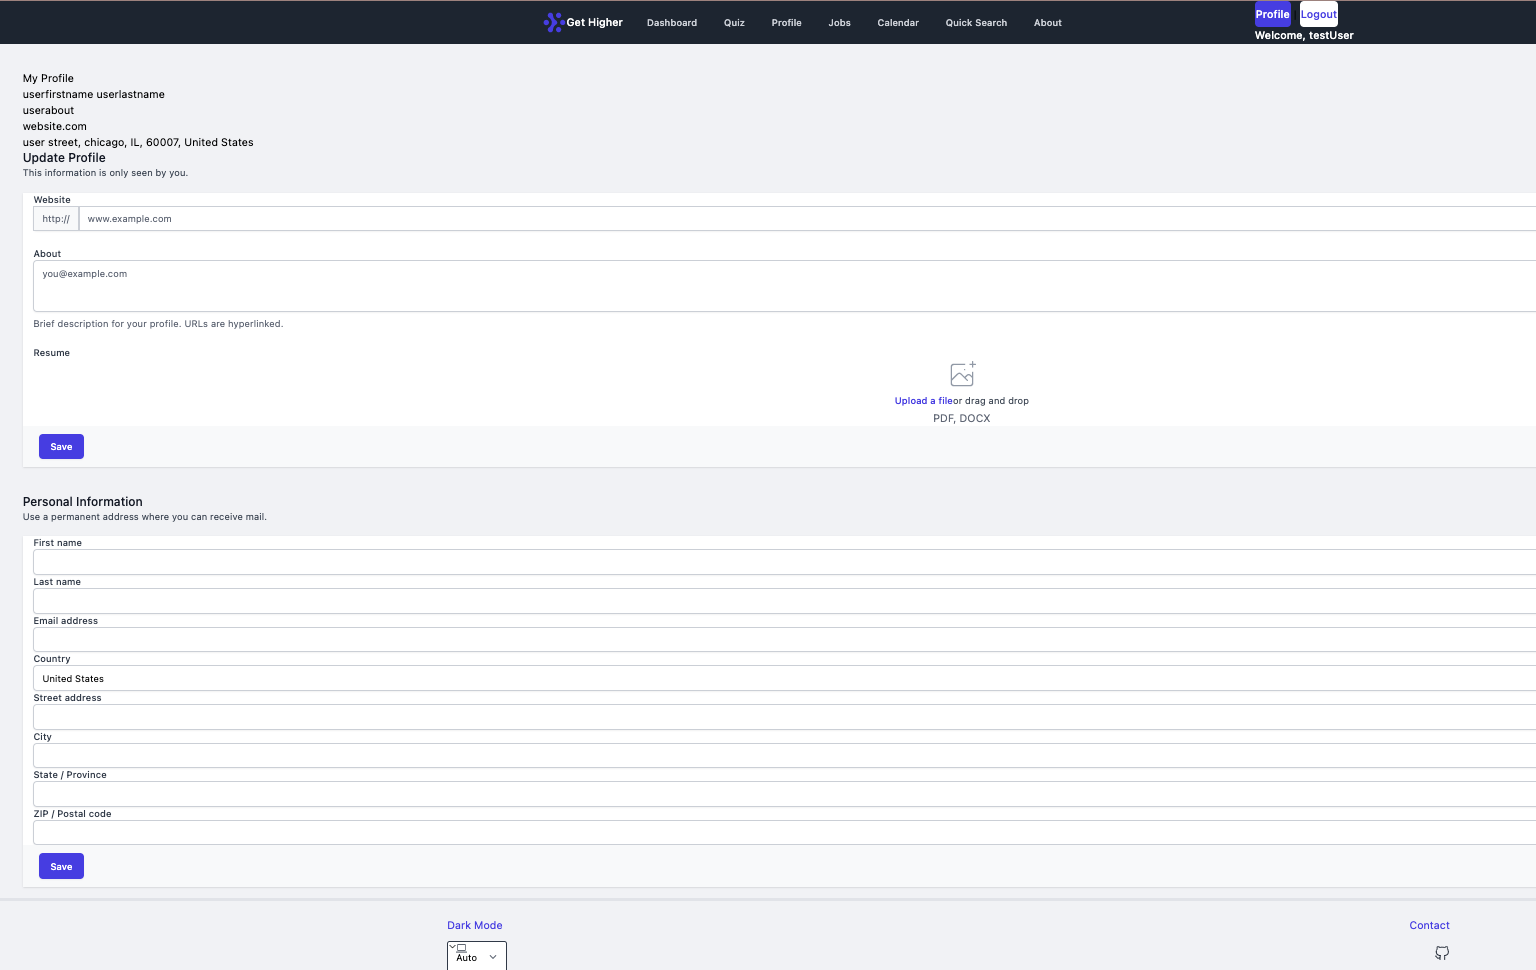 Get Higher Dashboard Quiz Profile Jobs Calendar Quick Search About Profile Logout
Welcome, testUser
My Profile
userfirstname userlastname
userabout
website.com
user street, chicago, IL, 60007, United States
Update Profile
This information is only seen by you.
Website
http:// www.example.com
About
you@example.com
Brief description for your profile. URLs are hyperlinked.
Resume
Upload a fileor drag and drop
PDF, DOCX
Save
Personal Information
Use a permanent address where you can receive mail.
First name
Last name
Email address
Country
United States
Street address
City
State / Province
ZIP / Postal code
Save
Dark Mode Contact
Auto